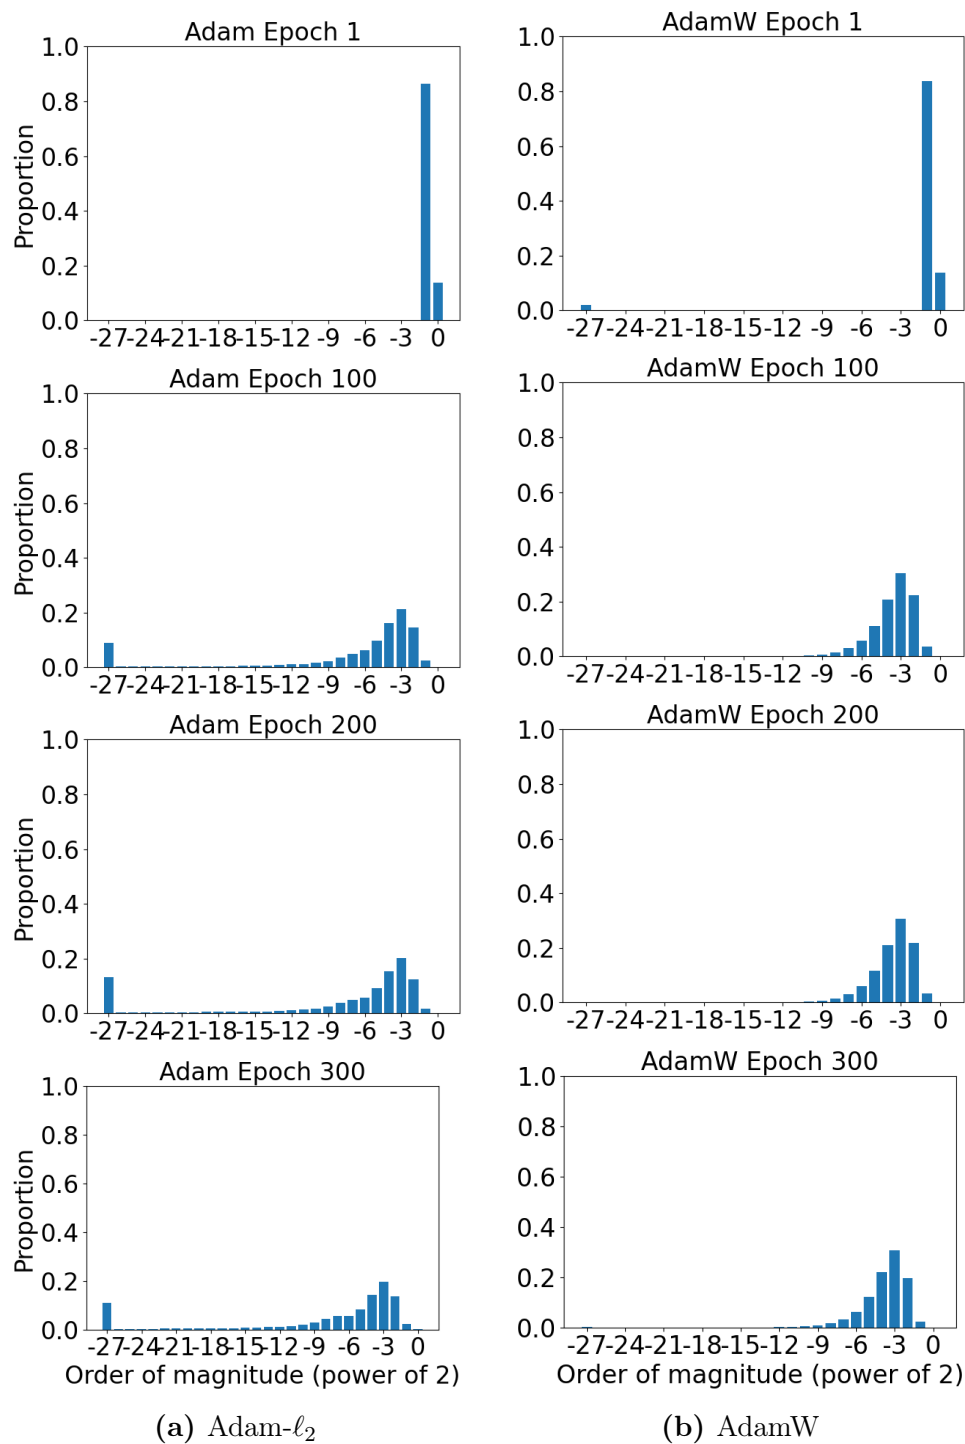 Adam Epoch 1
1.0
0.8
0.6
0.4
0.2
0.0
Proportion
-27 -24 -21 -18 -15 -12 -9 -6 -3 0
AdamW Epoch 1
1.0
0.8
0.6
0.4
0.2
0.0
-27 -24 -21 -18 -15 -12 -9 -6 -3 0
Adam Epoch 100
1.0
0.8
0.6
0.4
0.2
0.0
Proportion
-27 -24 -21 -18 -15 -12 -9 -6 -3 0
AdamW Epoch 100
1.0
0.8
0.6
0.4
0.2
0.0
-27 -24 -21 -18 -15 -12 -9 -6 -3 0
Adam Epoch 200
1.0
0.8
0.6
0.4
0.2
0.0
Proportion
-27 -24 -21 -18 -15 -12 -9 -6 -3 0
AdamW Epoch 200
1.0
0.8
0.6
0.4
0.2
0.0
-27 -24 -21 -18 -15 -12 -9 -6 -3 0
Adam Epoch 300
1.0
0.8
0.6
0.4
0.2
0.0
Proportion
-27 -24 -21 -18 -15 -12 -9 -6 -3 0
Order of magnitude (power of 2)
AdamW Epoch 300
1.0
0.8
0.6
0.4
0.2
0.0
-27 -24 -21 -18 -15 -12 -9 -6 -3 0
Order of magnitude (power of 2)
(a) Adam-ℓ₂
(b) AdamW